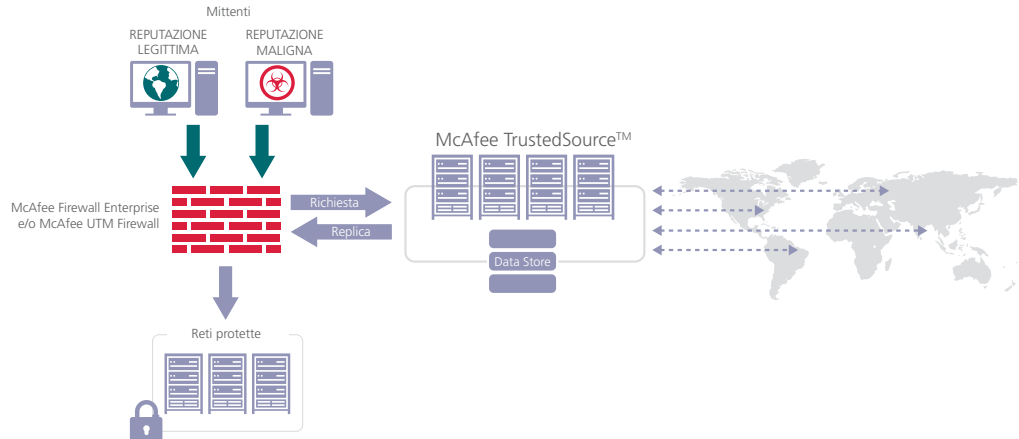 Mittenti
REPUTAZIONE
LEGITTIMA
REPUTAZIONE
MALIGNA
McAfee TrustedSource™
McAfee Firewall Enterprise
e/o McAfee UTM Firewall
Richiesta
Replica
Data Store
Reti protette